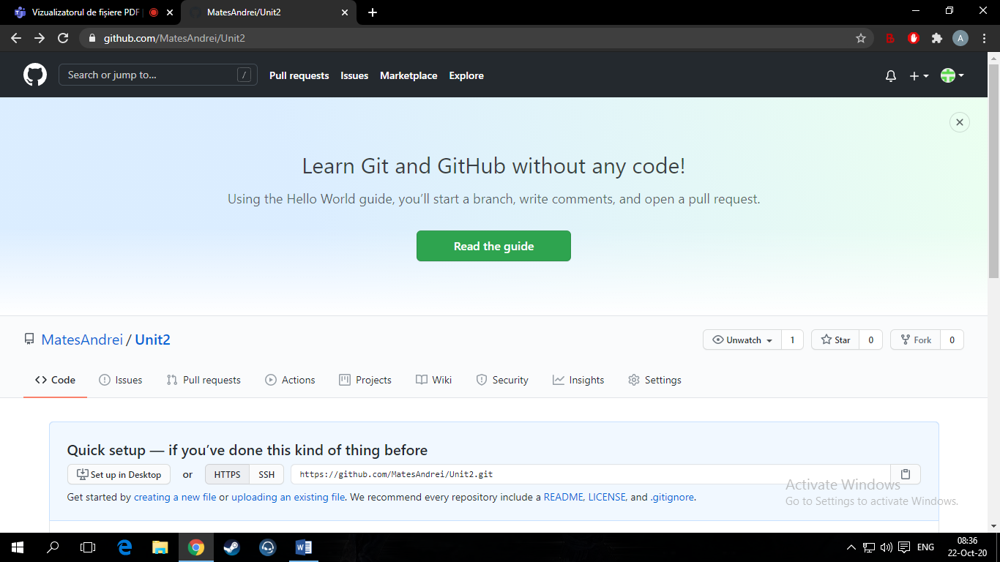 Vizualizatorul de fișiere PDF
MatesAndrei/Unit2
github.com/MatesAndrei/Unit2
A
Search or jump to...
/
Pull requests Issues Marketplace Explore
Learn Git and GitHub without any code!
Using the Hello World guide, you’ll start a branch, write comments, and open a pull request.
Read the guide
MatesAndrei / Unit2
Unwatch 1 Star 0 Fork 0
Code Issues Pull requests Actions Projects Wiki Security Insights Settings
Quick setup — if you’ve done this kind of thing before
Set up in Desktop or HTTPS SSH https://github.com/MatesAndrei/Unit2.git
Get started by creating a new file or uploading an existing file. We recommend every repository include a README, LICENSE, and .gitignore.
Activate Windows
Go to Settings to activate Windows.
ENG
08:36
22-Oct-20